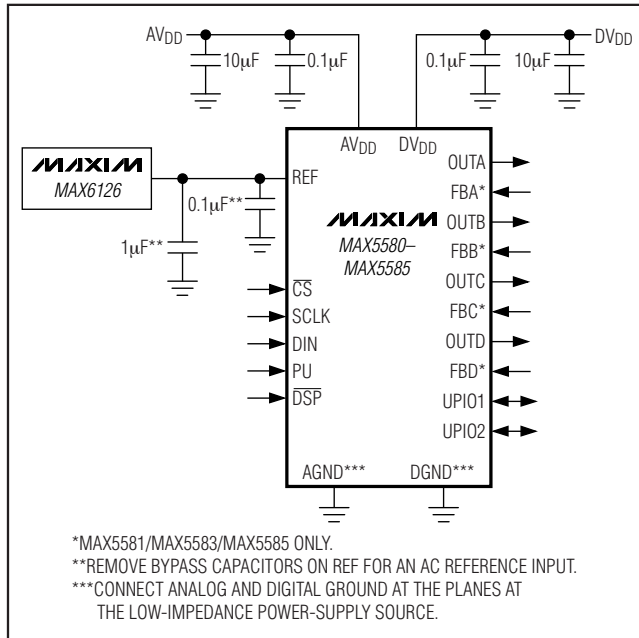 AVDD
10µF
0.1µF
0.1µF
10µF
DVDD
AVDD
DVDD
MAXIM
MAX6126
REF
0.1µF**
1µF**
MAXIM
MAX5580–
MAX5585
CS
SCLK
DIN
PU
DSP
OUTA
FBA*
OUTB
FBB*
OUTC
FBC*
OUTD
FBD*
UPIO1
UPIO2
AGND***
DGND***
*MAX5581/MAX5583/MAX5585 ONLY.
**REMOVE BYPASS CAPACITORS ON REF FOR AN AC REFERENCE INPUT.
***CONNECT ANALOG AND DIGITAL GROUND AT THE PLANES AT
THE LOW-IMPEDANCE POWER-SUPPLY SOURCE.